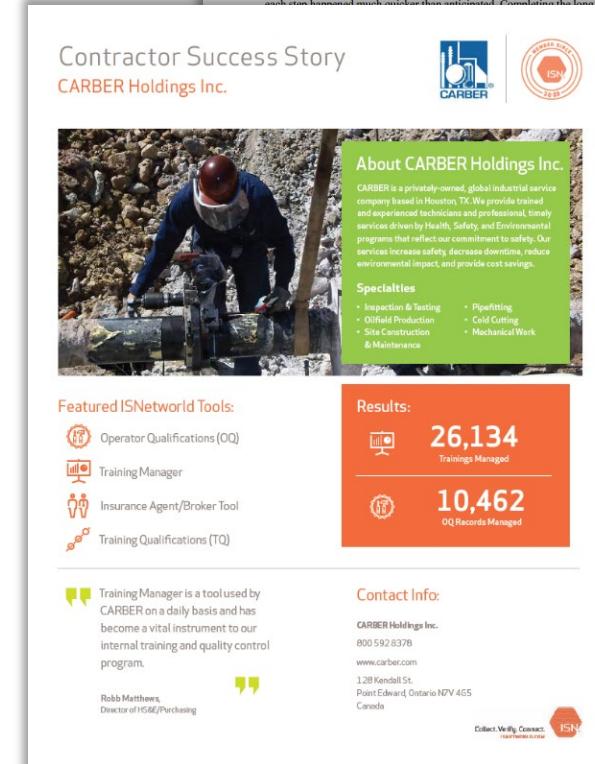 each step happened much quicker than anticipated. Completing the long
Contractor Success Story
CARBER Holdings Inc.
CARBER
MEMBER SINCE
ISN
About CARBER Holdings Inc.
CARBER is a privately-owned, global industrial service
company based in Houston, TX. We provide trained
and experienced technicians and professional, timely
services driven by Health, Safety, and Environmental
programs that reflect our commitment to safety. Our
services increase safety, decrease downtime, reduce
environmental impact, and provide cost savings.
Specialties
• Inspection & Testing
• Oilfield Production
• Site Construction
& Maintenance
• Pipefitting
• Cold Cutting
• Mechanical Work
Featured ISNetworld Tools:
Operator Qualifications (OQ)
Training Manager
Insurance Agent/Broker Tool
Training Qualifications (TQ)
Results:
26,134
Trainings Managed
10,462
OQ Records Managed
Training Manager is a tool used by
CARBER on a daily basis and has
become a vital instrument to our
internal training and quality control
program.
Robb Matthews,
Director of HS&E/Purchasing
Contact Info:
CARBER Holdings Inc.
800 592 8378
www.carber.com
128 Kendall St.
Point Edward, Ontario N7V 4G5
Canada
Collect. Verify. Connect.
ISNETWORLD.COM
ISN